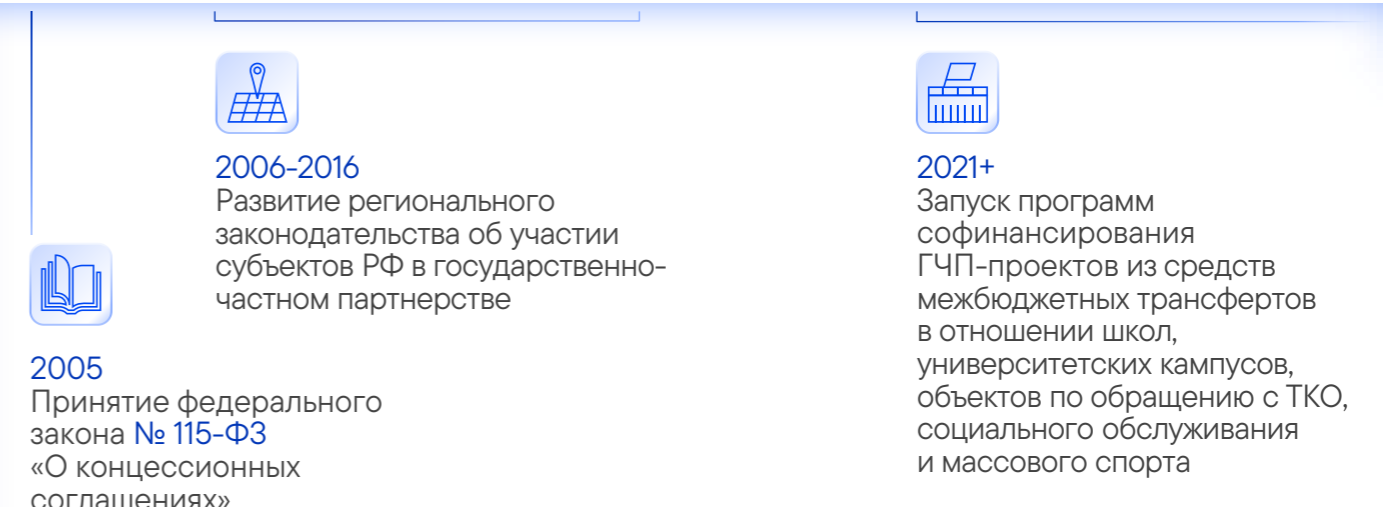 2006-2016
Развитие регионального
законодательства об участии
субъектов РФ в государственно-
частном партнерстве
2021+
Запуск программ
софинансирования
ГЧП-проектов из средств
межбюджетных трансфертов
в отношении школ,
университетских кампусов,
объектов по обращению с ТКО,
социального обслуживания
и массового спорта
2005
Принятие федерального
закона № 115-ФЗ
«О концессионных
соглашениях»